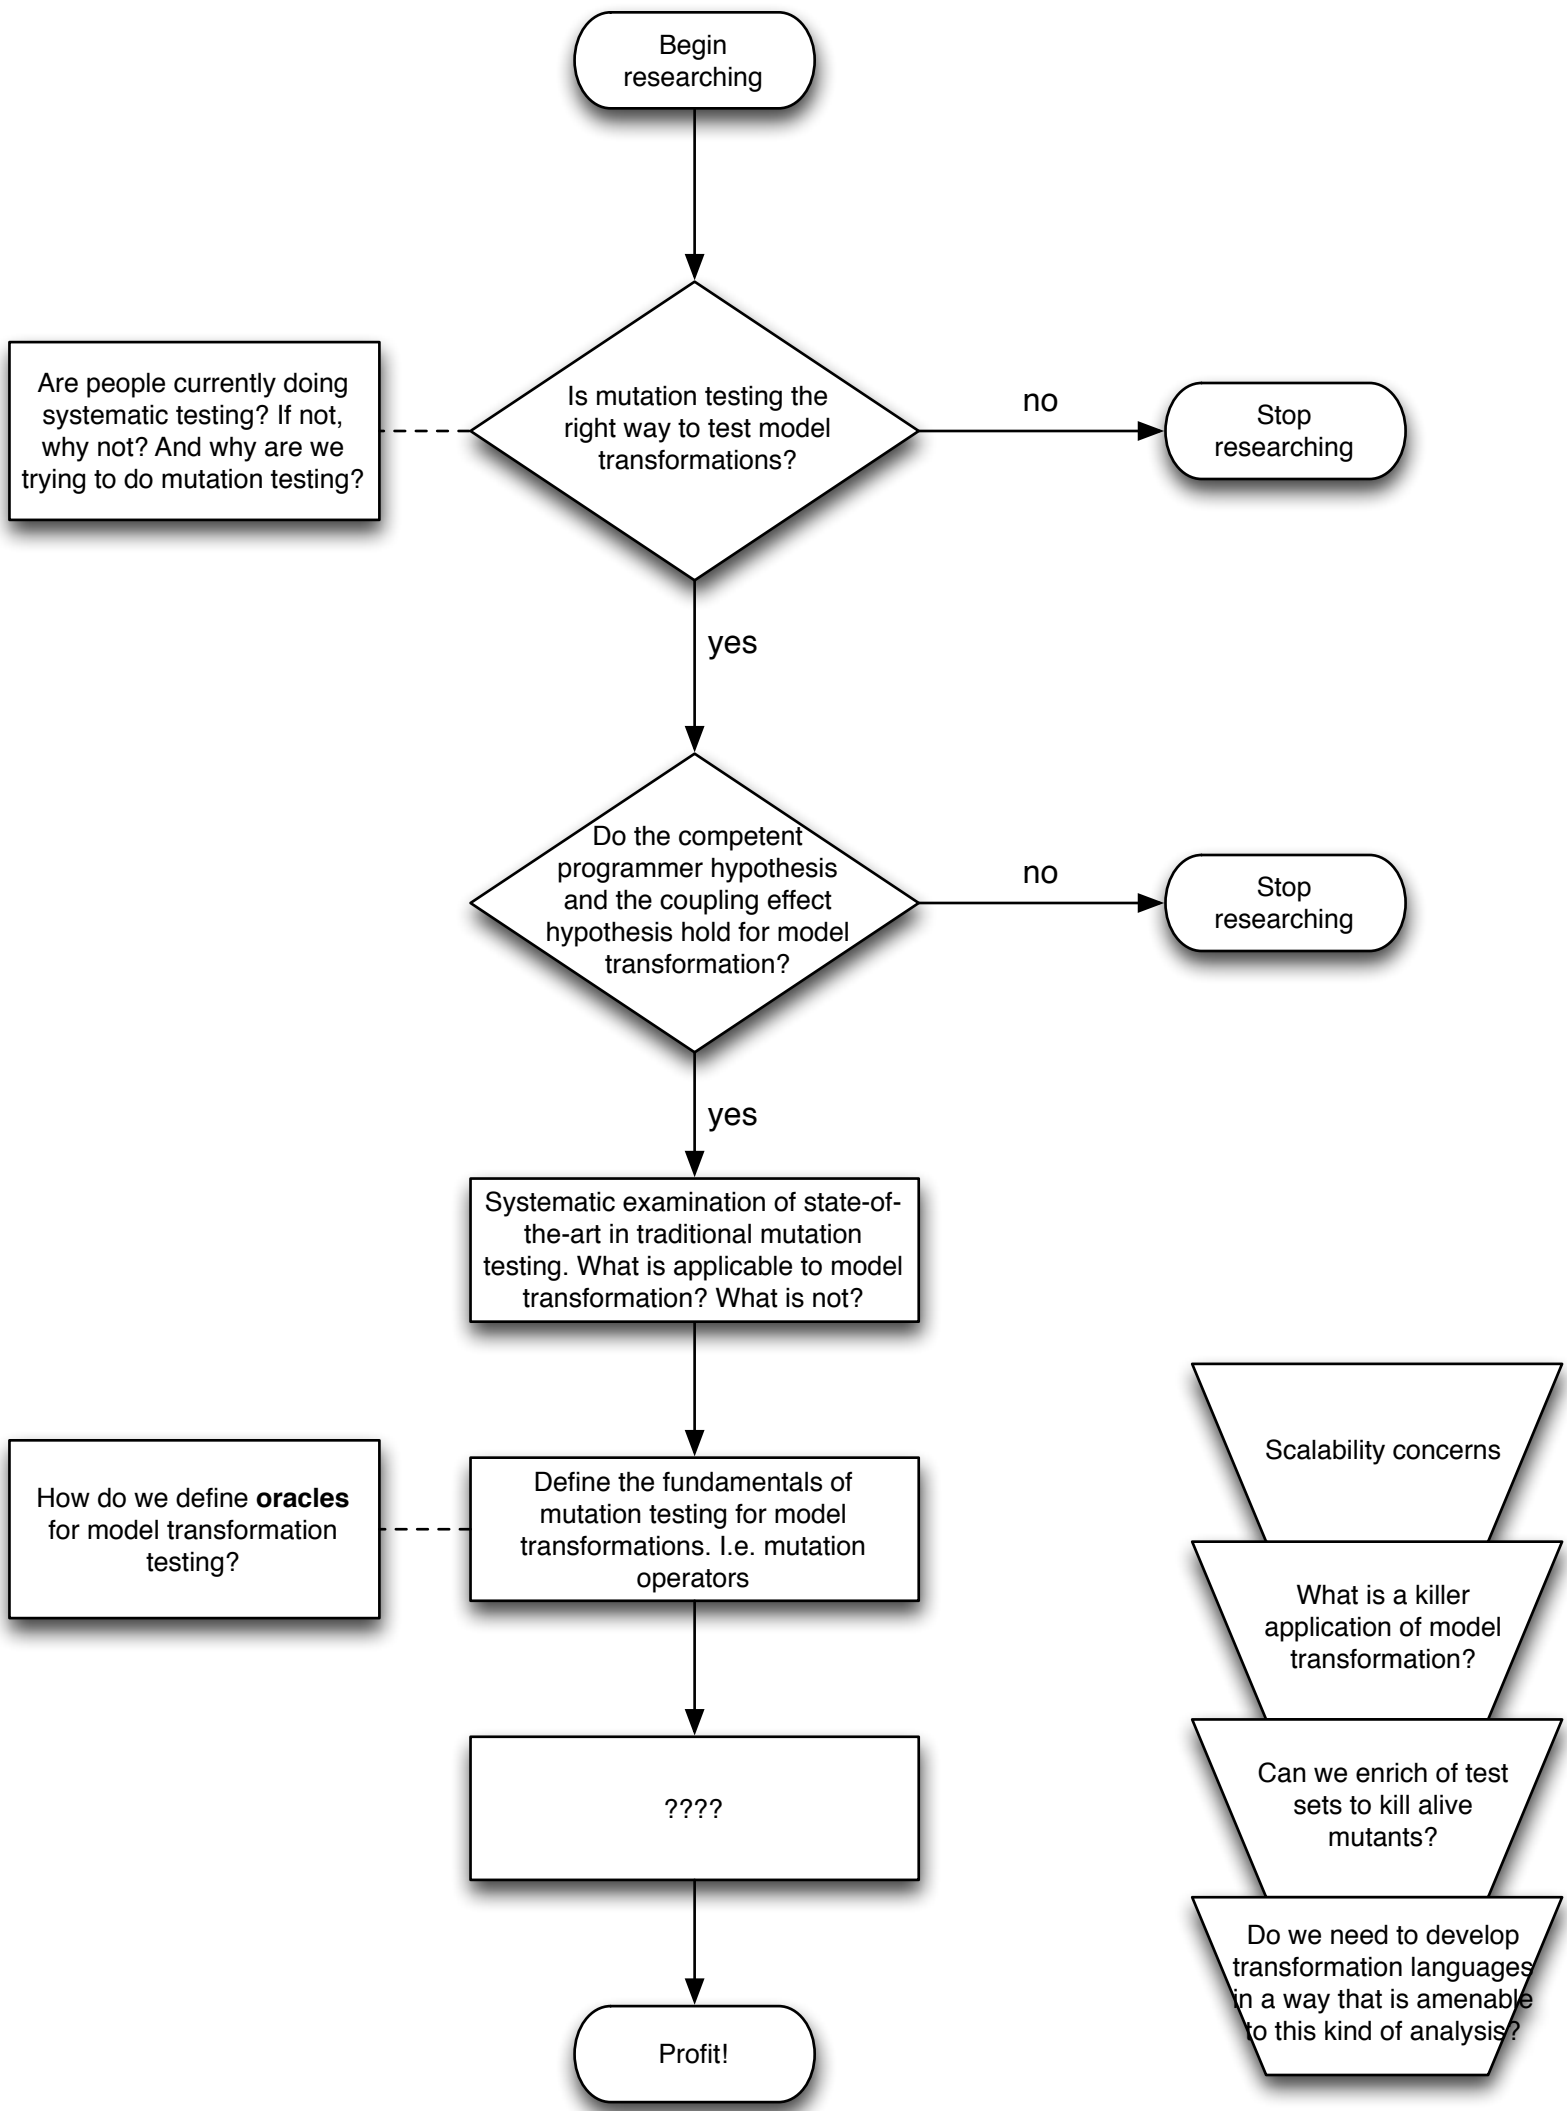 Begin
researching
Are people currently doing
systematic testing? If not,
why not? And why are we
trying to do mutation testing?
Is mutation testing the
right way to test model
transformations?
no
Stop
researching
yes
Do the competent
programmer hypothesis
and the coupling effect
hypothesis hold for model
transformation?
no
Stop
researching
yes
Systematic examination of state-of-
the-art in traditional mutation
testing. What is applicable to model
transformation? What is not?
How do we define oracles
for model transformation
testing?
Define the fundamentals of
mutation testing for model
transformations. I.e. mutation
operators
????
Profit!
Scalability concerns
What is a killer
application of model
transformation?
Can we enrich of test
sets to kill alive
mutants?
Do we need to develop
transformation languages
in a way that is amenable
to this kind of analysis?